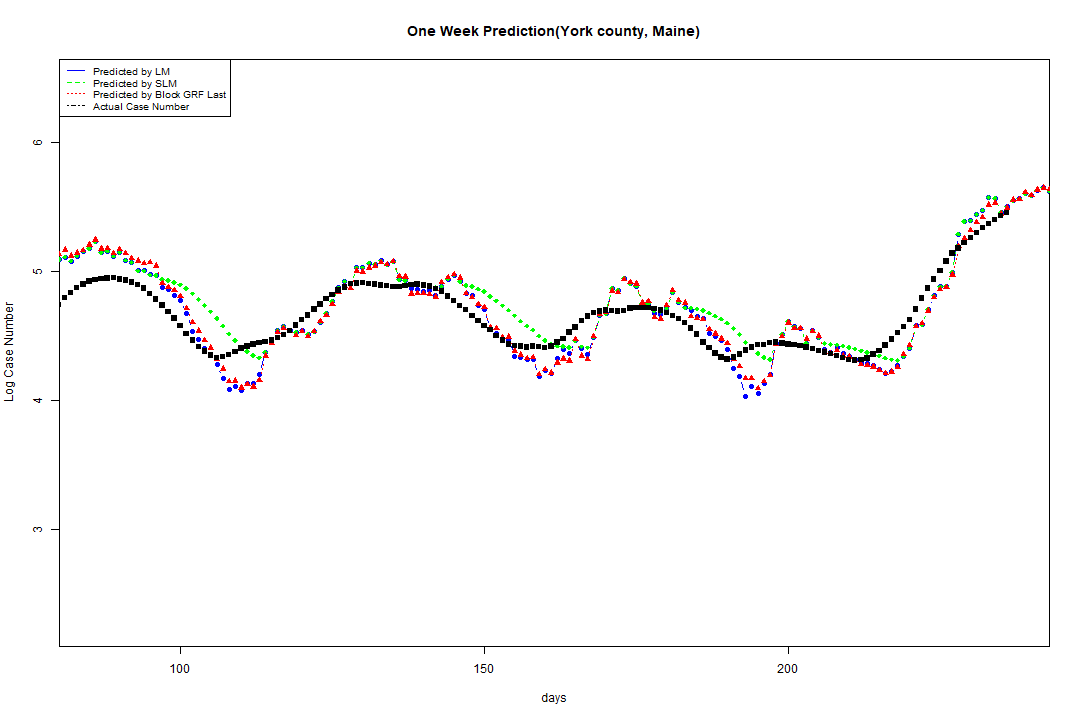 One Week Prediction(York county, Maine)
Predicted by LM
Predicted by SLM
Predicted by Block GRF Last
Actual Case Number
6
5
4
3
Log Case Number
100 150 200
days